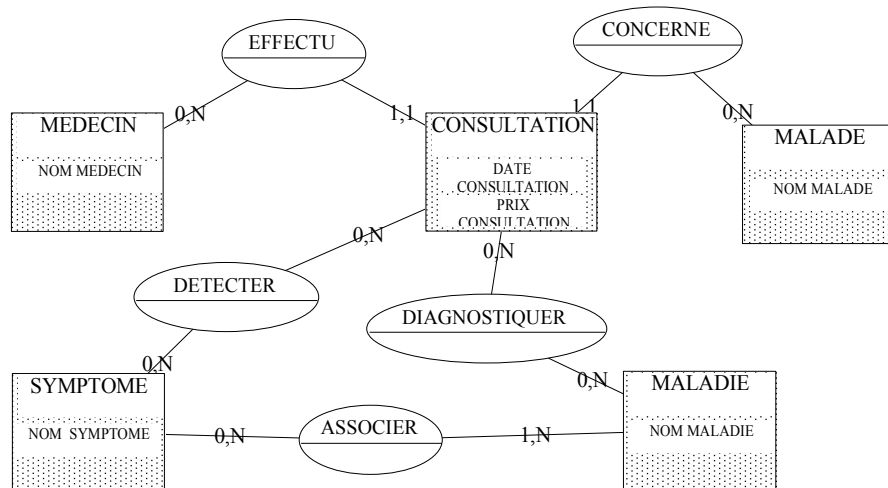 EFFECTU
CONCERNE
0,N
1,1
1,1
0,N
MEDECIN
NOM MEDECIN
CONSULTATION
DATE
CONSULTATION
PRIX
CONSULTATION
MALADE
NOM MALADE
0,N
0,N
DETECTER
DIAGNOSTIQUER
0,N
0,N
SYMPTOME
NOM SYMPTOME
0,N
ASSOCIER
1,N
MALADIE
NOM MALADIE